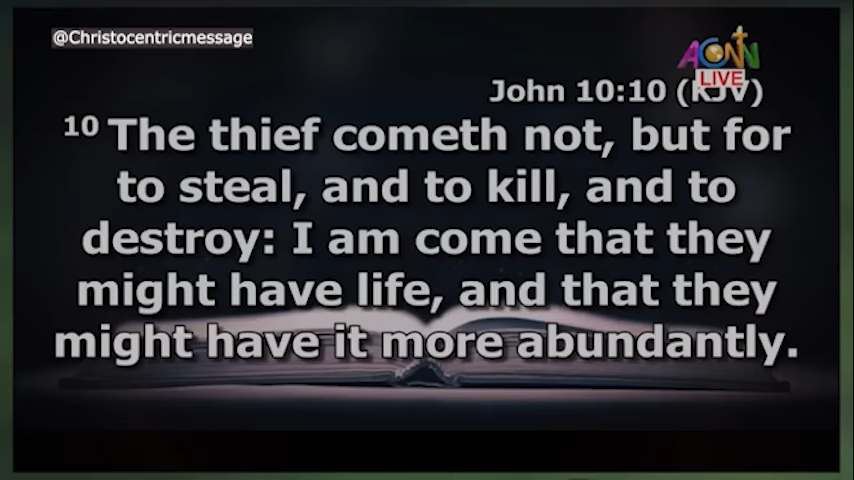 @Christocentricmessage
ACNN
LIVE
John 10:10 (KJV)
10 The thief cometh not, but for
to steal, and to kill, and to
destroy: I am come that they
might have life, and that they
might have it more abundantly.